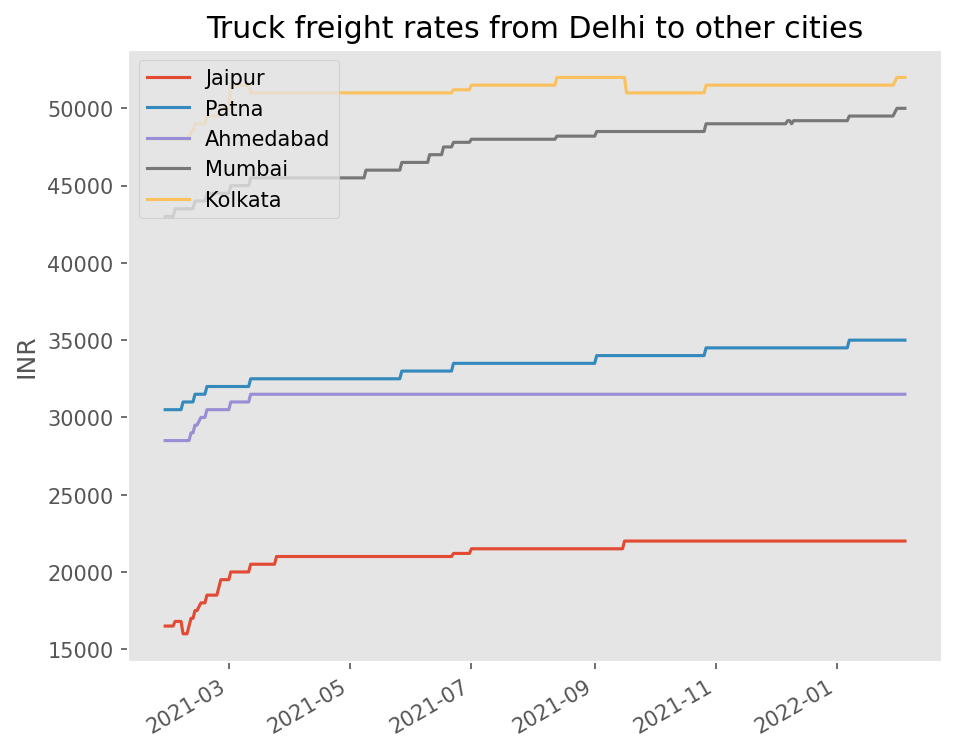 Truck freight rates from Delhi to other cities
Jaipur
Patna
Ahmedabad
Mumbai
Kolkata
INR
50000
45000
40000
35000
30000
25000
20000
15000
2021-03
2021-05
2021-07
2021-09
2021-11
2022-01